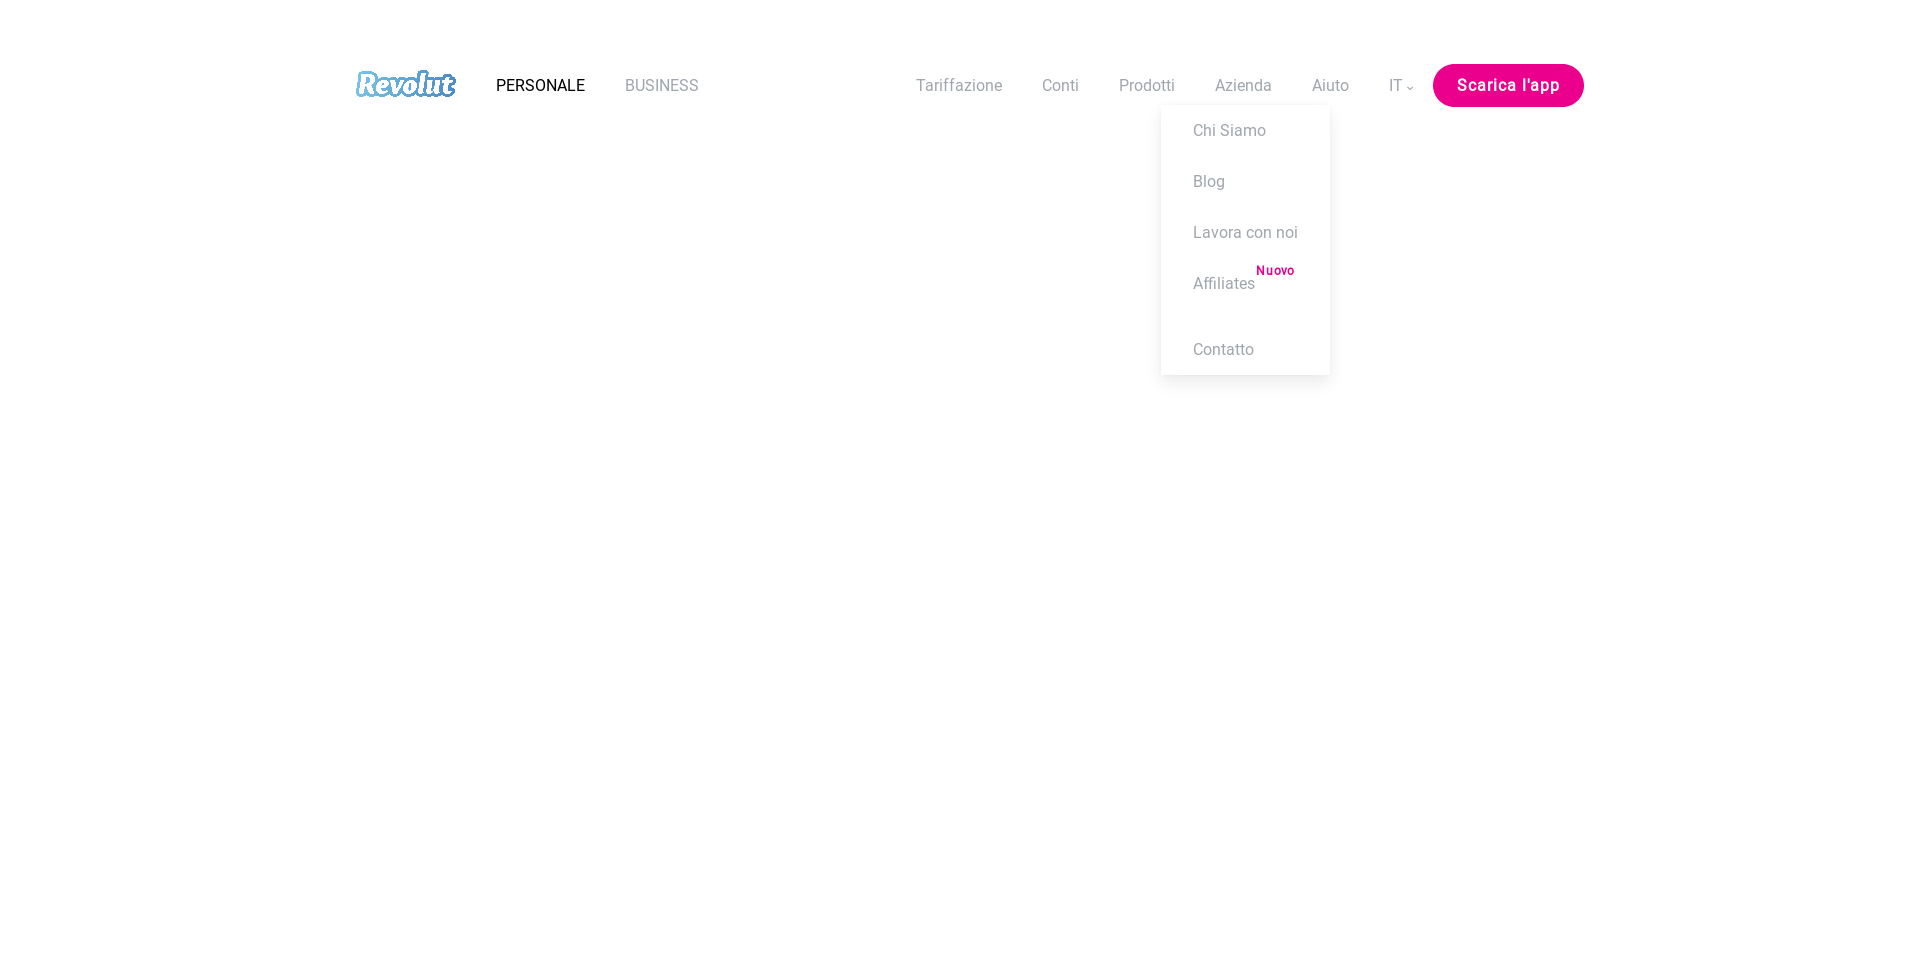 Revolut PERSONALE BUSINESS Tariffazione Conti Prodotti Azienda Aiuto IT Scarica l'app
Chi Siamo
Blog
Lavora con noi
Affiliates Nuovo
Contatto